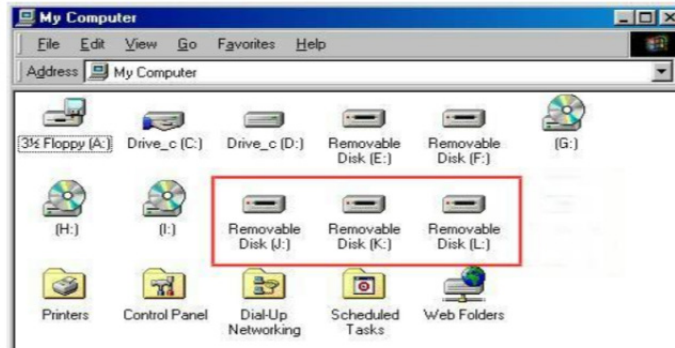 My Computer
File Edit View Go Favorites Help
Address My Computer
3½ Floppy (A:) Drive_c (C:) Drive_c (D:) Removable Disk (E:) Removable Disk (F:) (G:)
(H:) (I:) Removable Disk (J:) Removable Disk (K:) Removable Disk (L:)
Printers Control Panel Dial-Up Networking Scheduled Tasks Web Folders